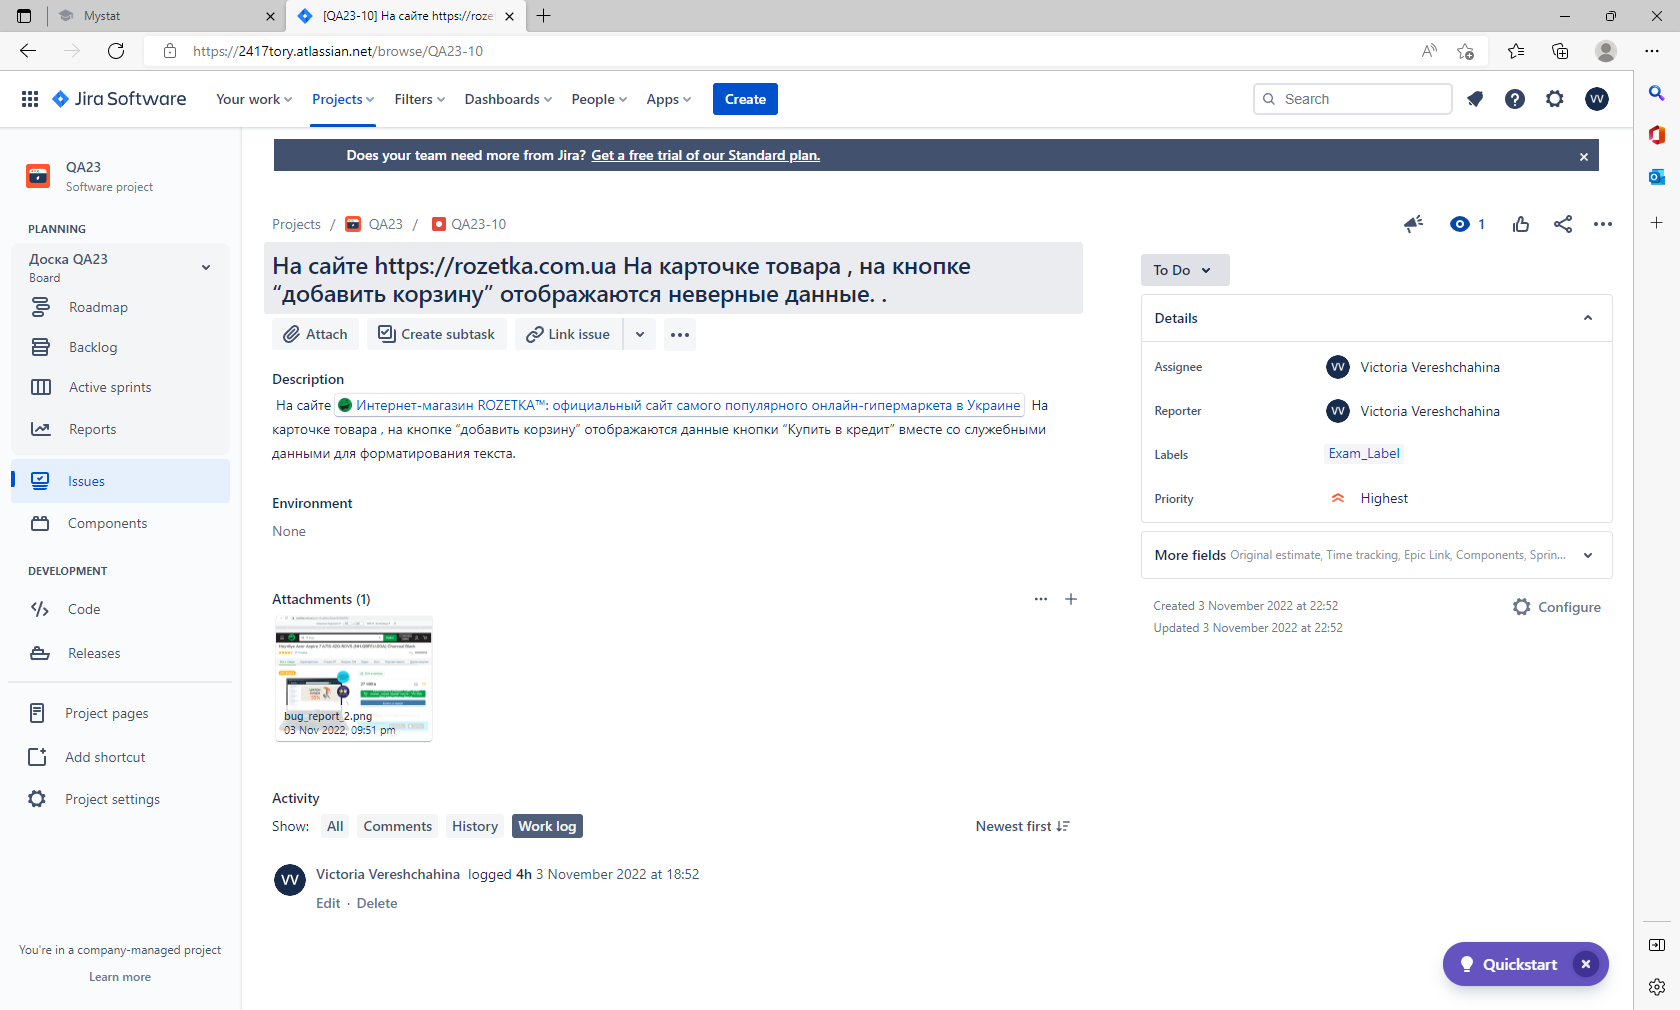 Mystat
[QA23-10] На сайте https://roze
https://2417tory.atlassian.net/browse/QA23-10
Jira Software
Your work
Projects
Filters
Dashboards
People
Apps
Create
Search
VV
QA23
Software project
PLANNING
Доска QA23
Board
Roadmap
Backlog
Active sprints
Reports
Issues
Components
DEVELOPMENT
Code
Releases
Project pages
Add shortcut
Project settings
You're in a company-managed project
Learn more
Does your team need more from Jira? Get a free trial of our Standard plan.
Projects / QA23 / QA23-10
1
На сайте https://rozetka.com.ua На карточке товара , на кнопке
“добавить корзину” отображаются неверные данные. .
Attach
Create subtask
Link issue
Description
На сайте Интернет-магазин ROZETKA™: официальный сайт самого популярного онлайн-гипермаркета в Украине На
карточке товара , на кнопке “добавить корзину” отображаются данные кнопки “Купить в кредит” вместо со служебными
данными для форматирования текста.
Environment
None
Attachments (1)
bug_report_2.png
03 Nov 2022, 09:51 pm
Activity
Show: All Comments History Work log
Newest first
VV
Victoria Vereshchahina logged 4h 3 November 2022 at 18:52
Edit · Delete
To Do
Details
Assignee
VV Victoria Vereshchahina
Reporter
VV Victoria Vereshchahina
Labels
Exam_Label
Priority
Highest
More fields Original estimate, Time tracking, Epic Link, Components, Sprin...
Created 3 November 2022 at 22:52
Updated 3 November 2022 at 22:52
Configure
Quickstart